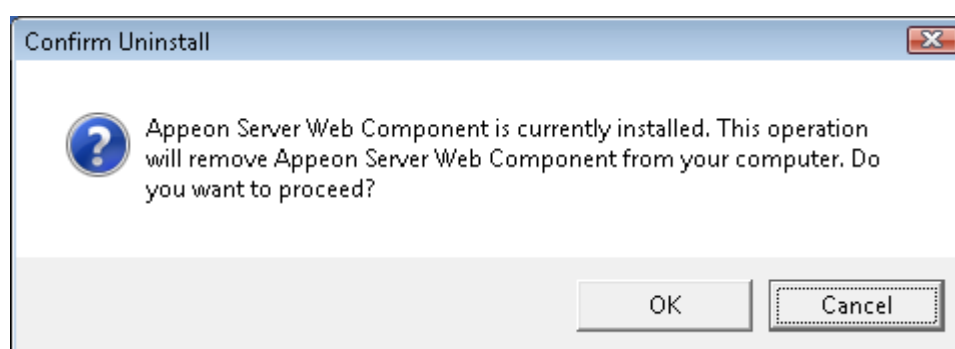 Confirm Uninstall
Appeon Server Web Component is currently installed. This operation
will remove Appeon Server Web Component from your computer. Do
you want to proceed?
OK
Cancel